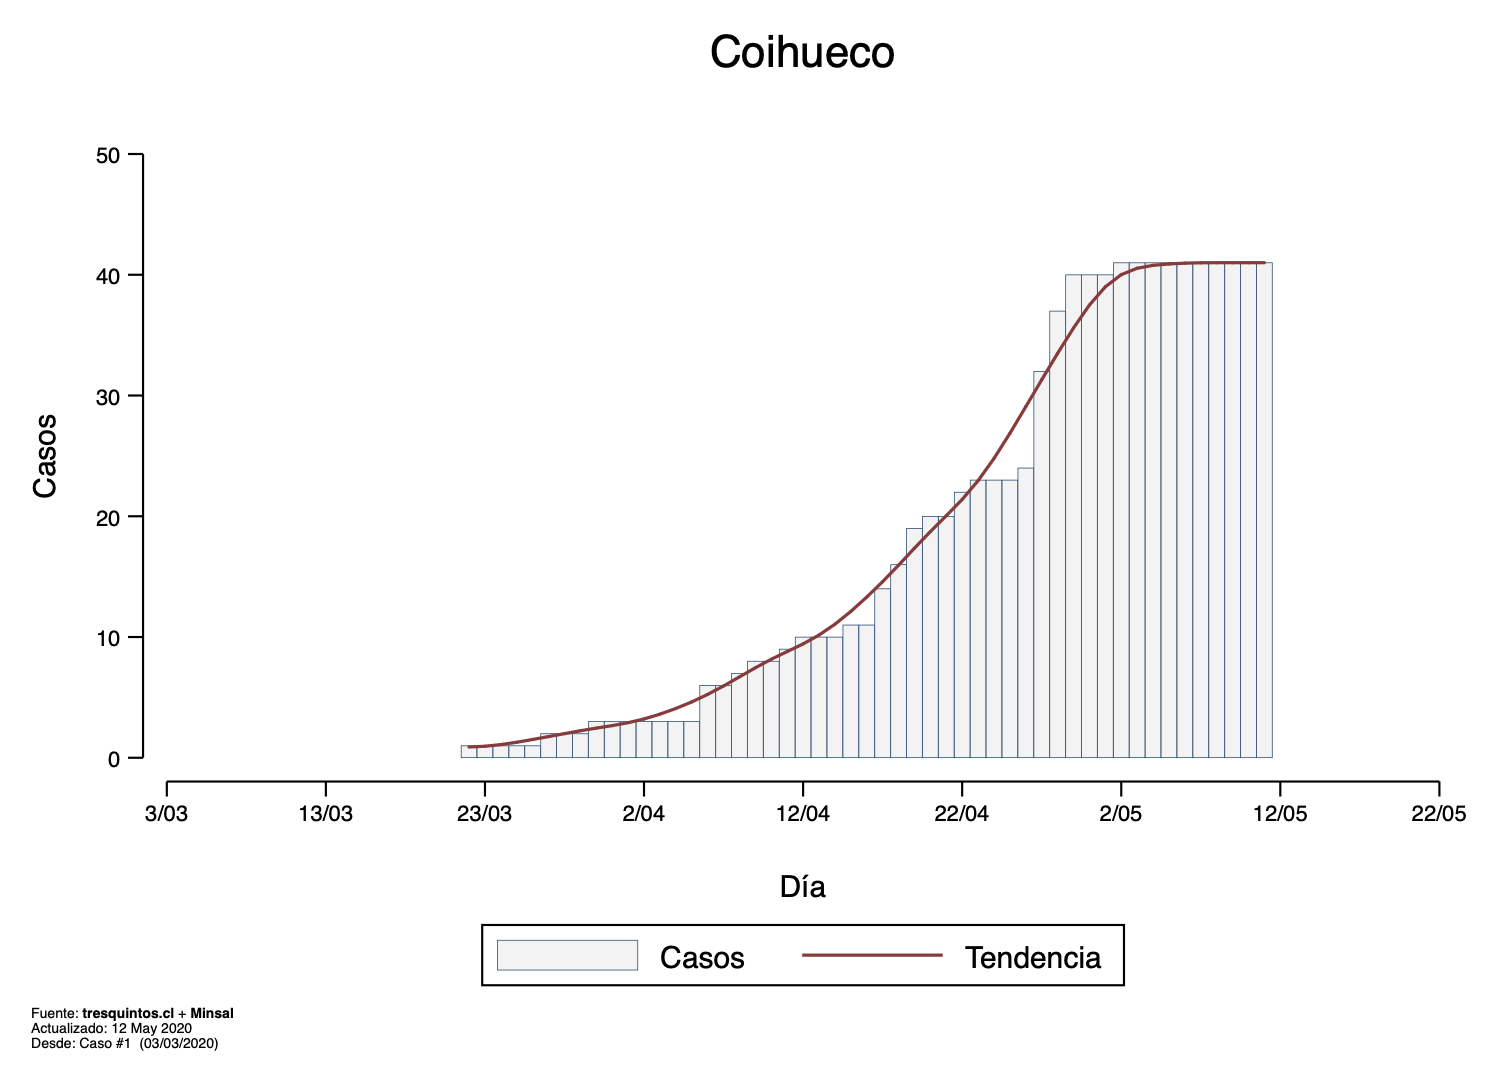 Coihueco
50
40
30
20
10
0
Casos
3/03 13/03 23/03 2/04 12/04 22/04 2/05 12/05 22/05
Día
Casos Tendencia
Fuente: tresquintos.cl + Minsal
Actualizado: 12 May 2020
Desde: Caso #1 (03/03/2020)